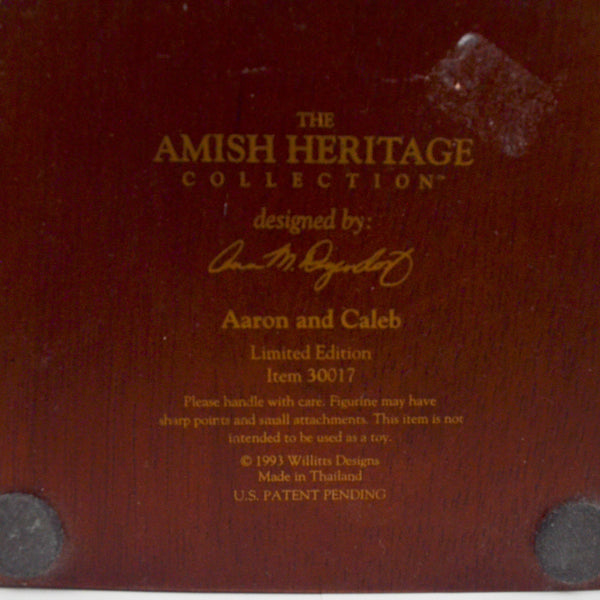 THE
AMISH HERITAGE
COLLECTION™
designed by:
Ann M. Dezendorf
Aaron and Caleb
Limited Edition
Item 30017
Please handle with care. Figurine may have
sharp points and small attachments. This item is not
intended to be used as a toy.
© 1993 Willitts Designs
Made in Thailand
U.S. PATENT PENDING